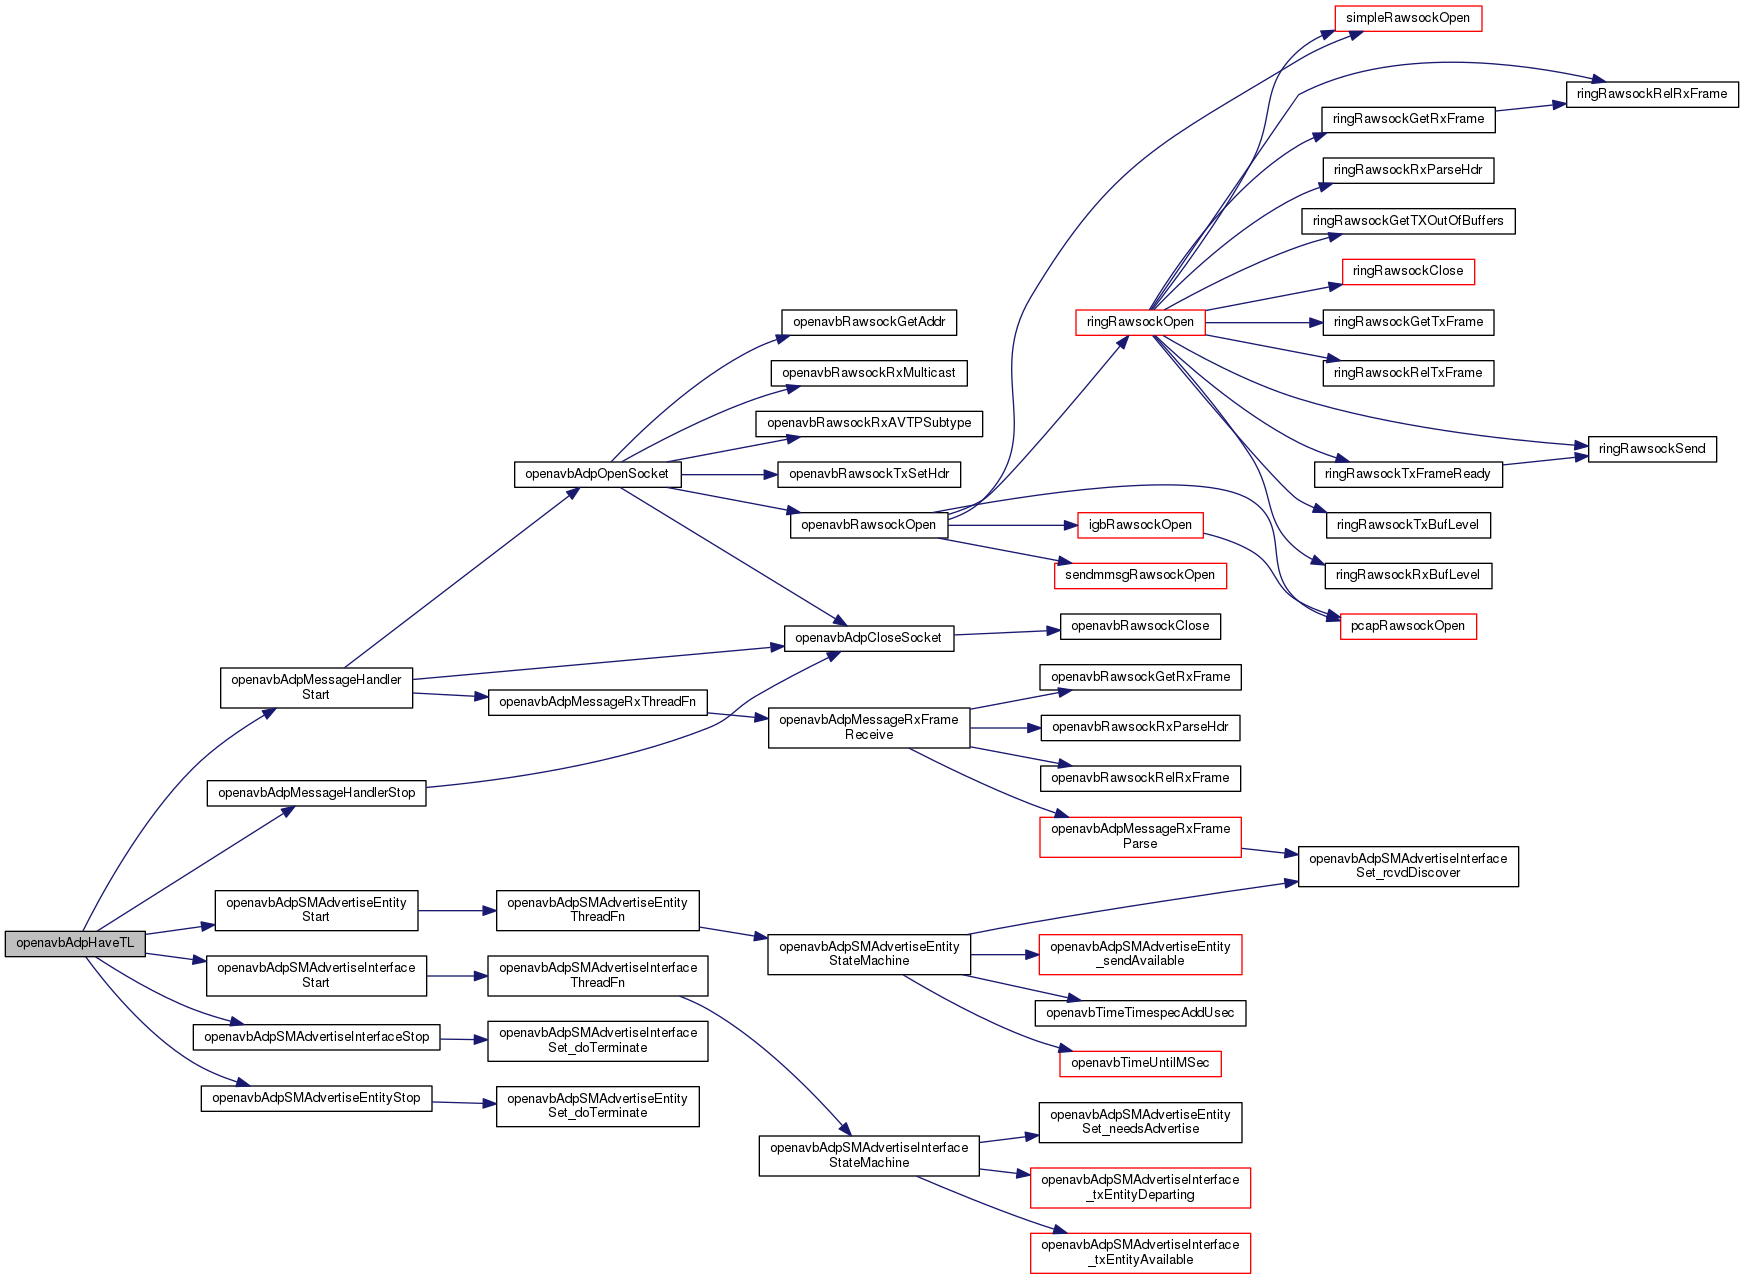 simpleRawsockOpen
ringRawsockRelRxFrame
ringRawsockGetRxFrame
ringRawsockRxParseHdr
ringRawsockGetTXOutOfBuffers
ringRawsockClose
ringRawsockOpen
ringRawsockGetTxFrame
ringRawsockRelTxFrame
ringRawsockSend
ringRawsockTxFrameReady
ringRawsockTxBufLevel
ringRawsockRxBufLevel
pcapRawsockOpen
openavbRawsockGetAddr
openavbRawsockRxMulticast
openavbRawsockRxAVTPSubtype
openavbAdpOpenSocket
openavbRawsockTxSetHdr
openavbRawsockOpen
igbRawsockOpen
sendmmsgRawsockOpen
openavbAdpCloseSocket
openavbRawsockClose
openavbAdpMessageHandler
Start
openavbAdpMessageRxThreadFn
openavbAdpMessageRxFrame
Receive
openavbRawsockGetRxFrame
openavbRawsockRxParseHdr
openavbRawsockRelRxFrame
openavbAdpMessageRxFrame
Parse
openavbAdpMessageHandlerStop
openavbAdpSMAdvertiseInterface
Set_rcvdDiscover
openavbAdpHaveTL
openavbAdpSMAdvertiseEntity
Start
openavbAdpSMAdvertiseEntity
ThreadFn
openavbAdpSMAdvertiseEntity
StateMachine
openavbAdpSMAdvertiseEntity
_sendAvailable
openavbAdpSMAdvertiseInterface
Start
openavbAdpSMAdvertiseInterface
ThreadFn
openavbTimeTimespecAddUsec
openavbAdpSMAdvertiseInterfaceStop
openavbAdpSMAdvertiseInterface
Set_doTerminate
openavbTimeUntilMSec
openavbAdpSMAdvertiseEntityStop
openavbAdpSMAdvertiseEntity
Set_doTerminate
openavbAdpSMAdvertiseInterface
StateMachine
openavbAdpSMAdvertiseEntity
Set_needsAdvertise
openavbAdpSMAdvertiseInterface
_txEntityDeparting
openavbAdpSMAdvertiseInterface
_txEntityAvailable